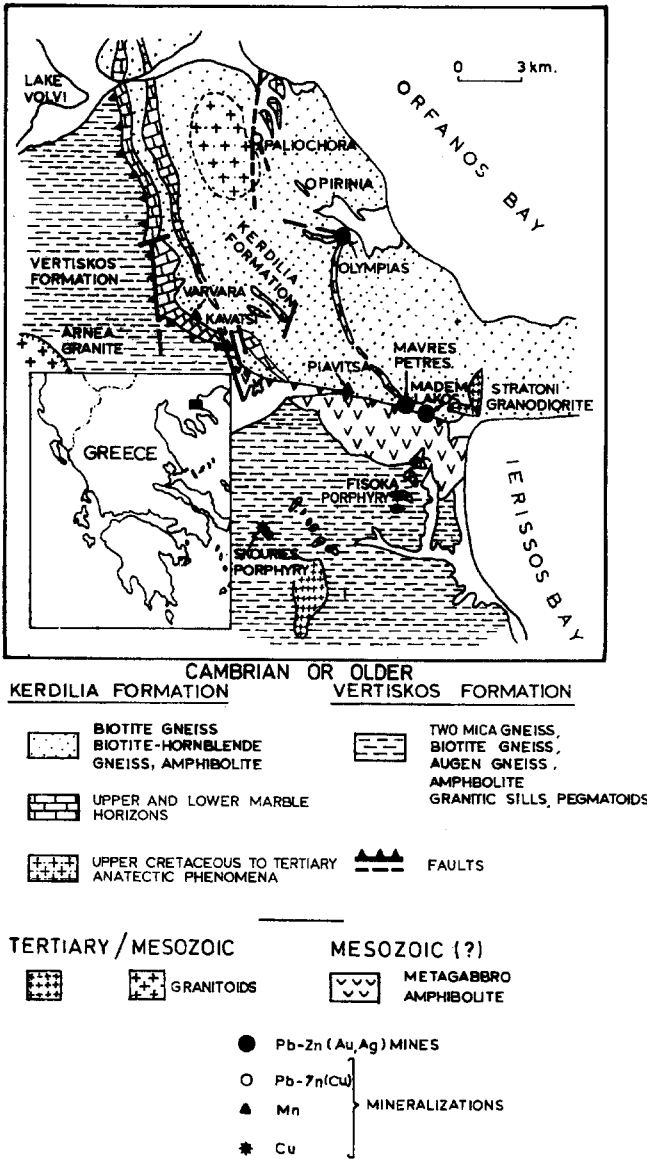 LAKE
VOLVI
0 3 km.
ORFANOS BAY
PALIOCHORA
PIRINIA
KERDILIA
FORMATION
OLYMPIAS
VERTISKOS
FORMATION
VARVARA
KAVATSI
ARNEA
GRANITE
PIAVITSA
MAVRES
PETRES
MADEM
LAKOS
STRATONI
GRANODIORITE
GREECE
FISOKA
PORPHYRY
IERISSOS BAY
SKOURIES
PORPHYRY
CAMBRIAN OR OLDER
KERDILIA FORMATION
BIOTITE GNEISS
BIOTITE-HORNBLENDE
GNEISS, AMPHIBOLITE
UPPER AND LOWER MARBLE
HORIZONS
UPPER CRETACEOUS TO TERTIARY
ANATECTIC PHENOMENA
VERTISKOS FORMATION
TWO MICA GNEISS,
BIOTITE GNEISS,
AUGEN GNEISS,
AMPHBOLITE
GRANITIC SILLS, PEGMATOIDS
FAULTS
TERTIARY/MESOZOIC
GRANITOIDS
MESOZOIC (?)
METAGABBRO
AMPHIBOLITE
Pb-Zn (Au,Ag) MINES
Pb-Zn(Cu)
Mn
Cu
MINERALIZATIONS